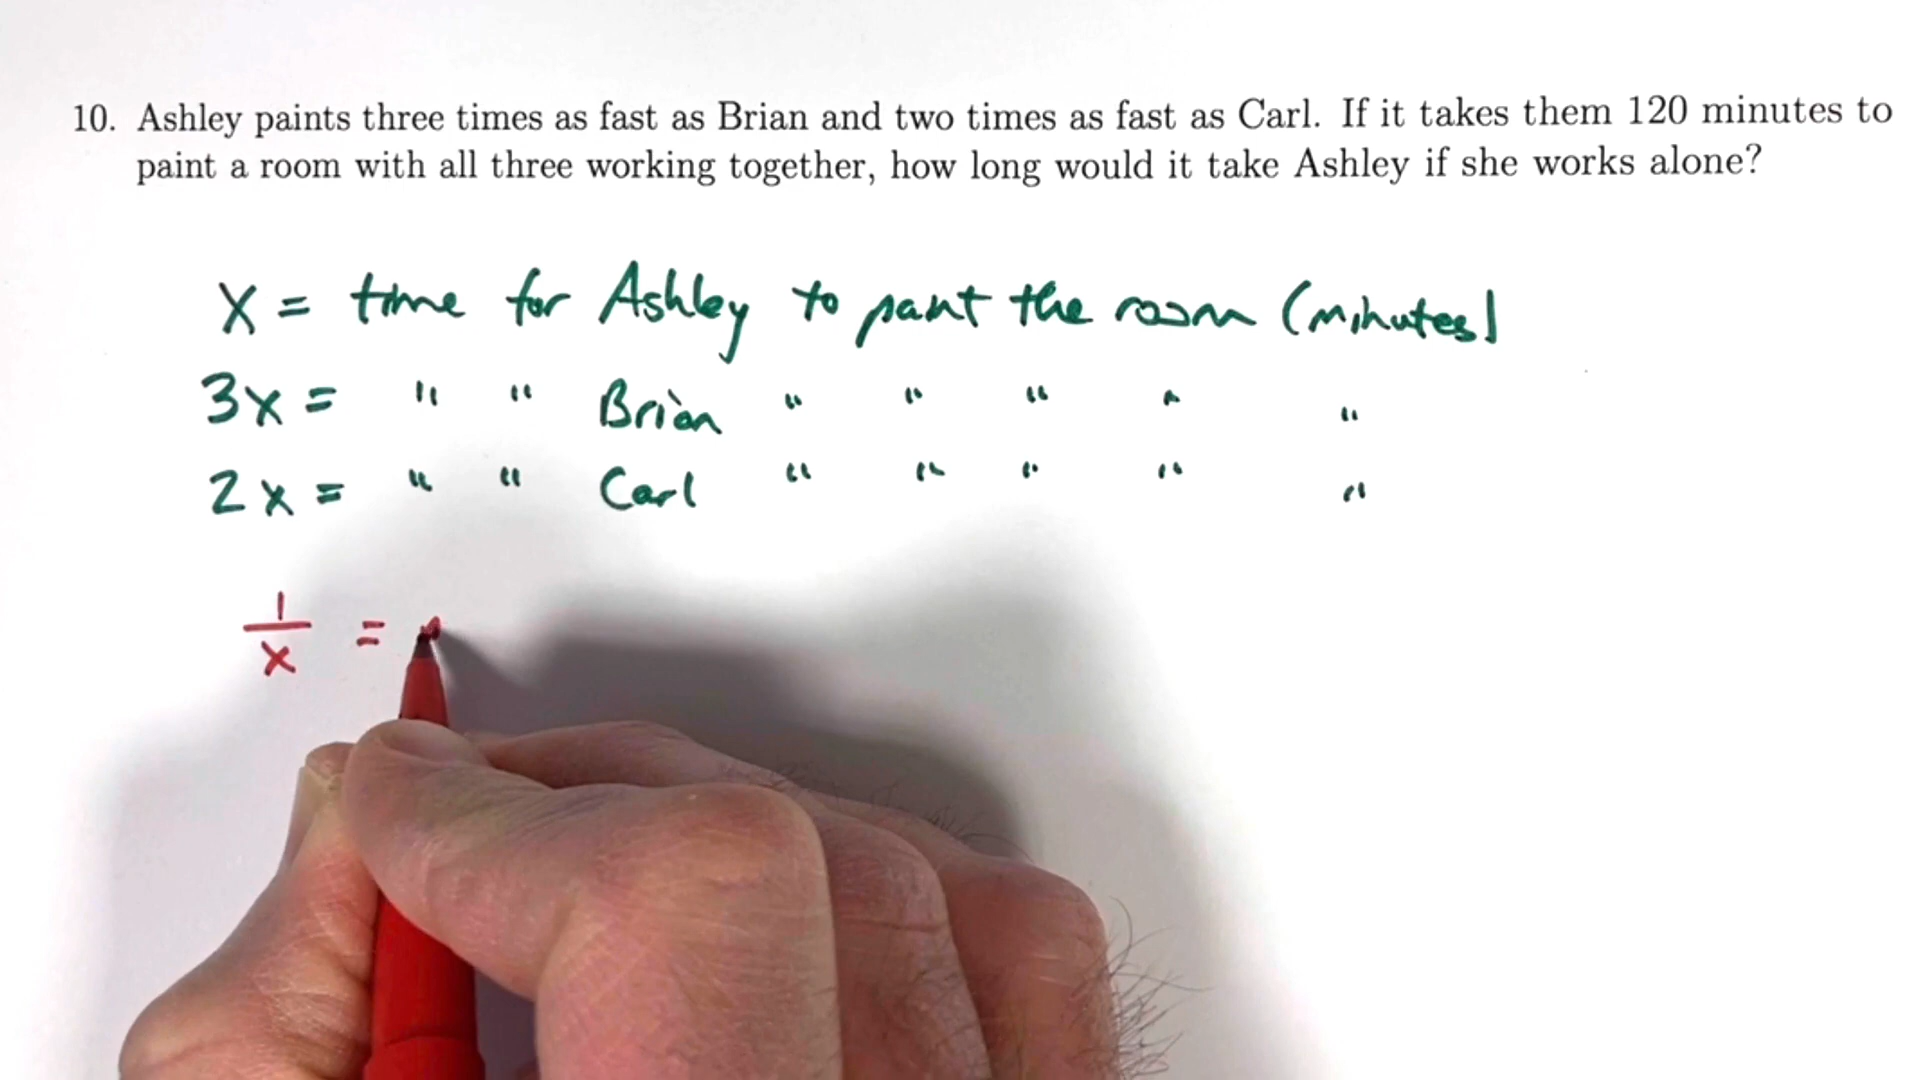 10. Ashley paints three times as fast as Brian and two times as fast as Carl. If it takes them 120 minutes to
paint a room with all three working together, how long would it take Ashley if she works alone?
X = time for Ashley to paint the room (minutes)
3x = " " Brian " " " " "
2x = " " Carl " " " " "
1/x =